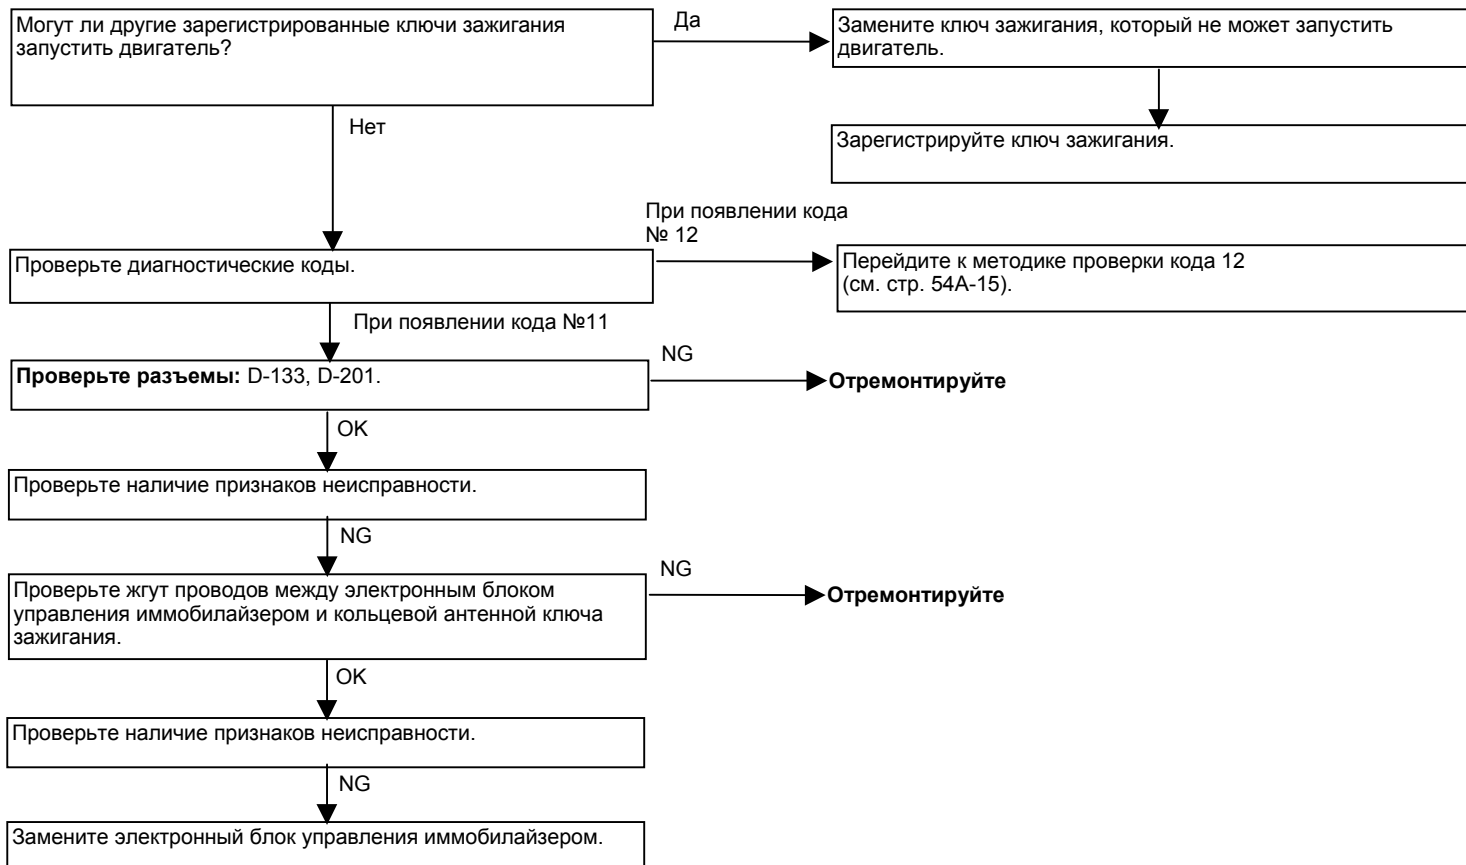 Могут ли другие зарегистрированные ключи зажигания
запустить двигатель?
Да
Замените ключ зажигания, который не может запустить
двигатель.
Нет
Зарегистрируйте ключ зажигания.
При появлении кода
№ 12
Проверьте диагностические коды.
Перейдите к методике проверки кода 12
(см. стр. 54A-15).
При появлении кода №11
Проверьте разъемы: D-133, D-201.
NG
Отремонтируйте
OK
Проверьте наличие признаков неисправности.
NG
Проверьте жгут проводов между электронным блоком
управления иммобилайзером и кольцевой антенной ключа
зажигания.
NG
Отремонтируйте
OK
Проверьте наличие признаков неисправности.
NG
Замените электронный блок управления иммобилайзером.